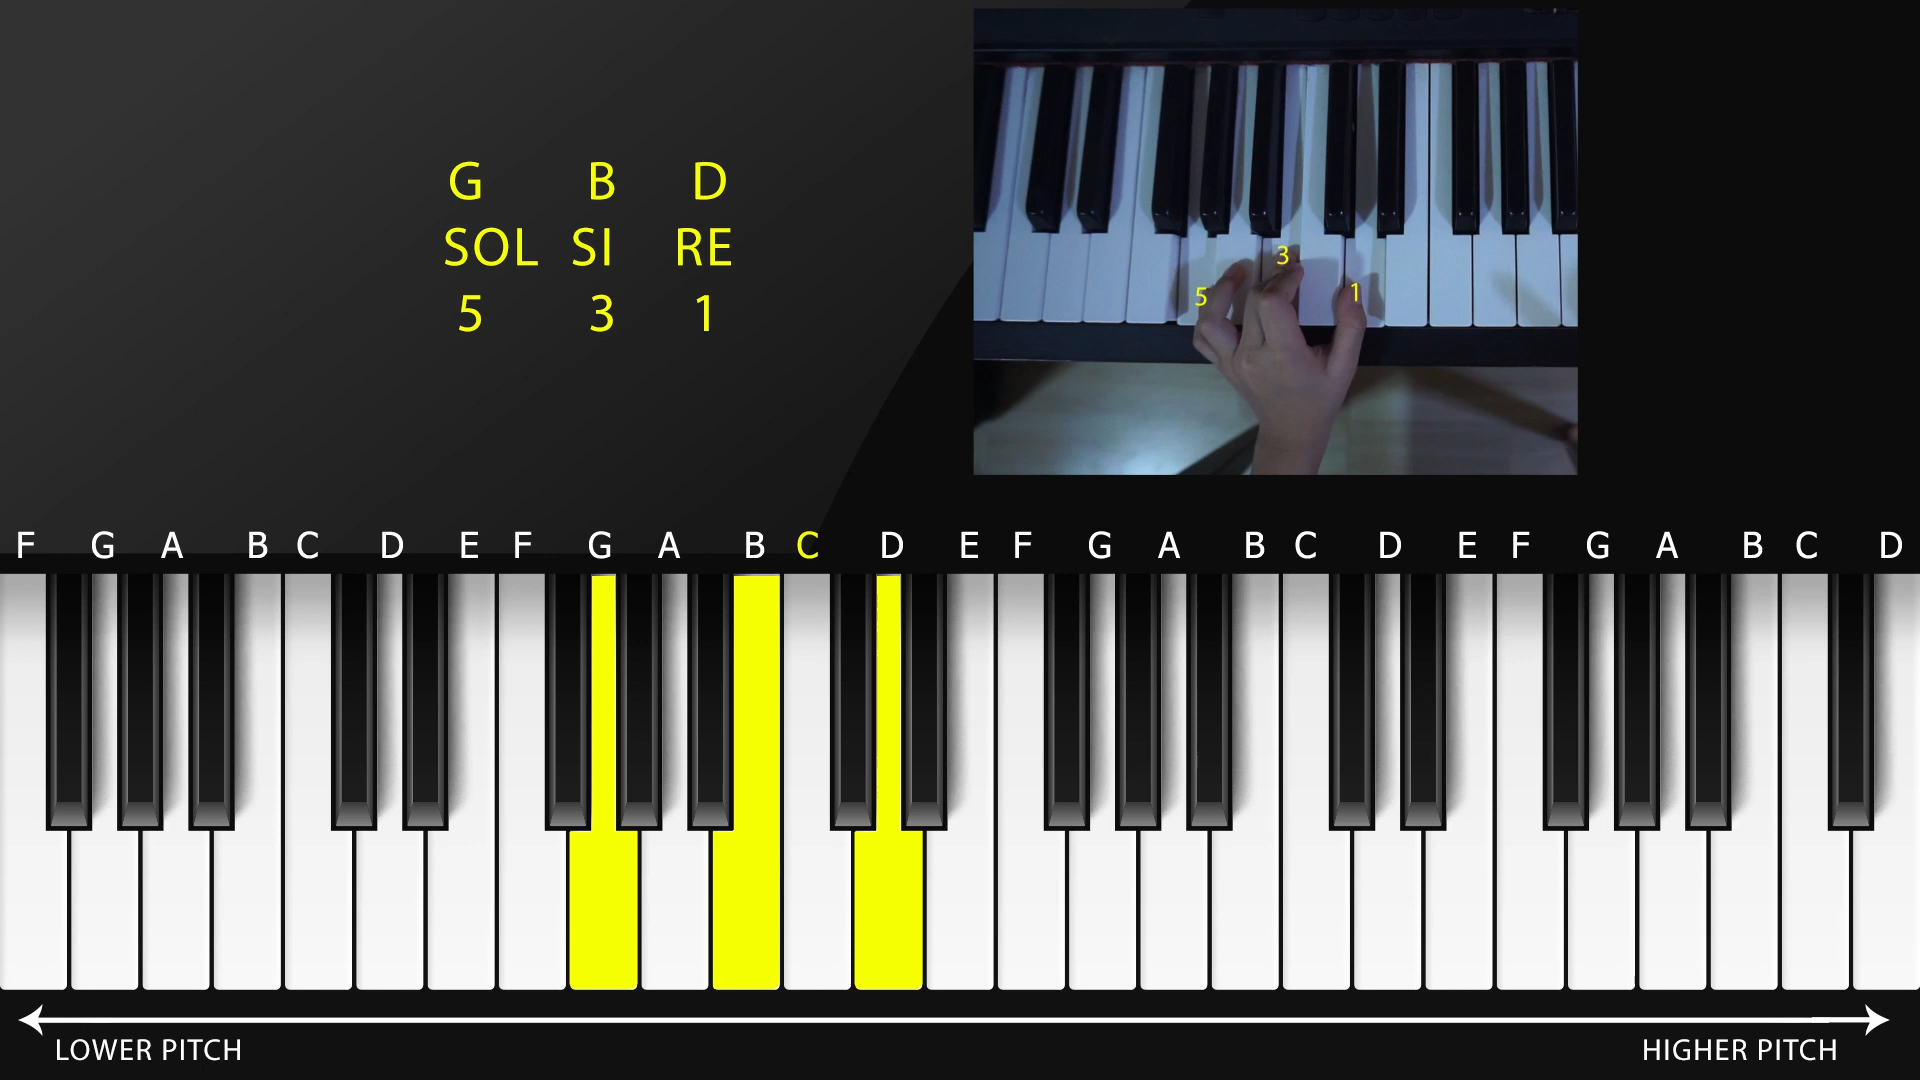 G B D
SOL SI RE
5 3 1
3
5 1
F G A B C D E F G A B C D E F G A B C D E F G A B C D
LOWER PITCH HIGHER PITCH